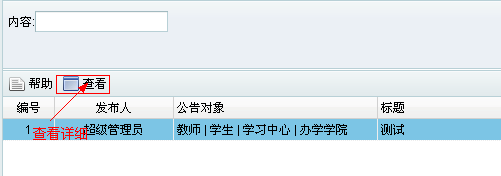 内容:
帮助 查看
编号 发布人 公告对象 标题
1 超级管理员 教师 | 学生 | 学习中心 | 办学学院 测试
查看详细